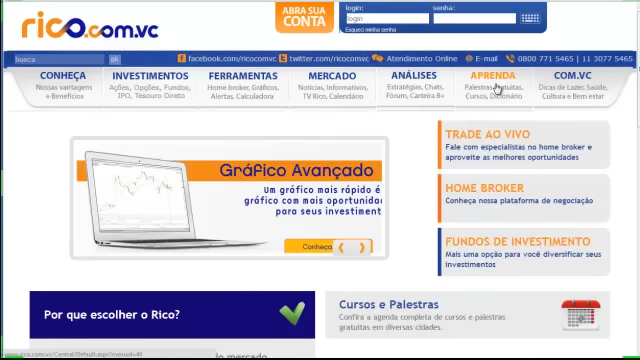 rico.com.vc
ABRA SUA
CONTA
login:
senha:
login
Esqueci minha senha
busca
ok
facebook.com/ricocomvc
twitter.com/ricocomvc
Atendimento Online
E-mail
0800 771 5465 | 11 3077 5465
CONHEÇA
Nossas vantagens
e Benefícios
INVESTIMENTOS
Ações, Opções, Fundos,
IPO, Tesouro Direto
FERRAMENTAS
Home broker, Gráficos,
Alertas, Calculadora
MERCADO
Notícias, Informativos,
TV Rico, Calendário
ANÁLISES
Estratégias, Chats,
Fórum, Carteira 8+
APRENDA
Palestras Gratuitas,
Cursos, Dicionário
COM.VC
Dicas de Lazer, Saúde,
Cultura e Bem estar
Gráfico Avançado
Um gráfico mais rápido é
gráfico com mais oportunidad
para seus investiment
Conheça
TRADE AO VIVO
Fale com especialistas no home broker e
aproveite as melhores oportunidades
HOME BROKER
Conheça nossa plataforma de negociação
FUNDOS DE INVESTIMENTO
Mais uma opção para você diversificar seus
investimentos
Por que escolher o Rico?
Cursos e Palestras
Confira a agenda completa de cursos e palestras
gratuitas em diversas cidades.
lo mercado